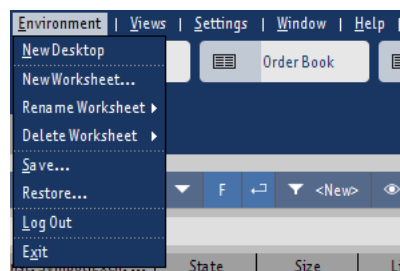 Environment | Views | Settings | Window | Help |
New Desktop
Order Book
New Worksheet...
Rename Worksheet
Delete Worksheet
Save...
Restore...
F <New>
Log Out
Exit
State Size